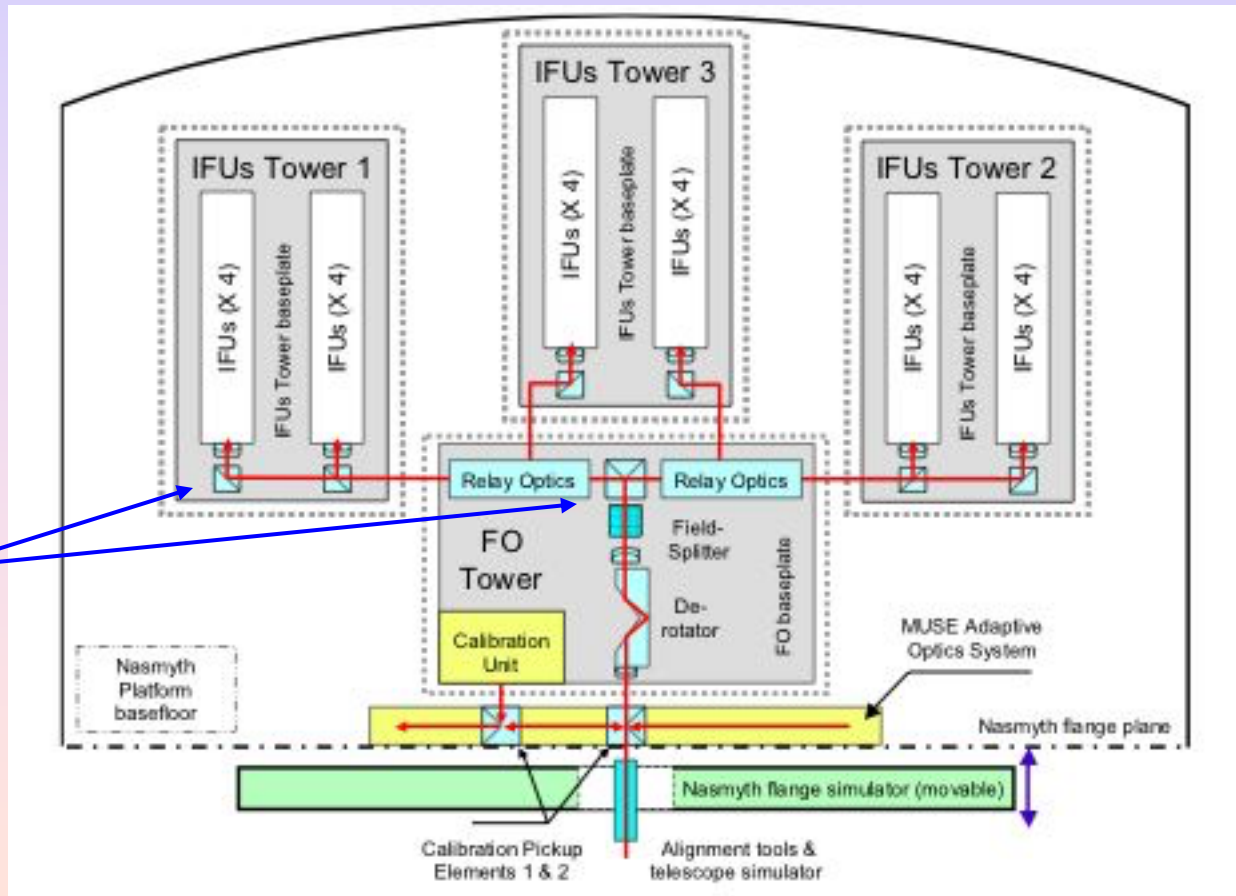 IFUs Tower 3
IFUs (X 4)
IFUs Tower baseplate
IFUs (X 4)
IFUs Tower 1
IFUs (X 4)
IFUs Tower baseplate
IFUs (X 4)
IFUs Tower 2
IFUs (X 4)
IFUs Tower baseplate
IFUs (X 4)
Relay Optics
Relay Optics
FO
Tower
Field-
Splitter
De-
rotator
FO baseplate
Calibration
Unit
MUSE Adaptive
Optics System
Nasmyth
Platform
basefloor
Nasmyth flange plane
Nasmyth flange simulator (movable)
Calibration Pickup
Elements 1 & 2
Alignment tools &
telescope simulator